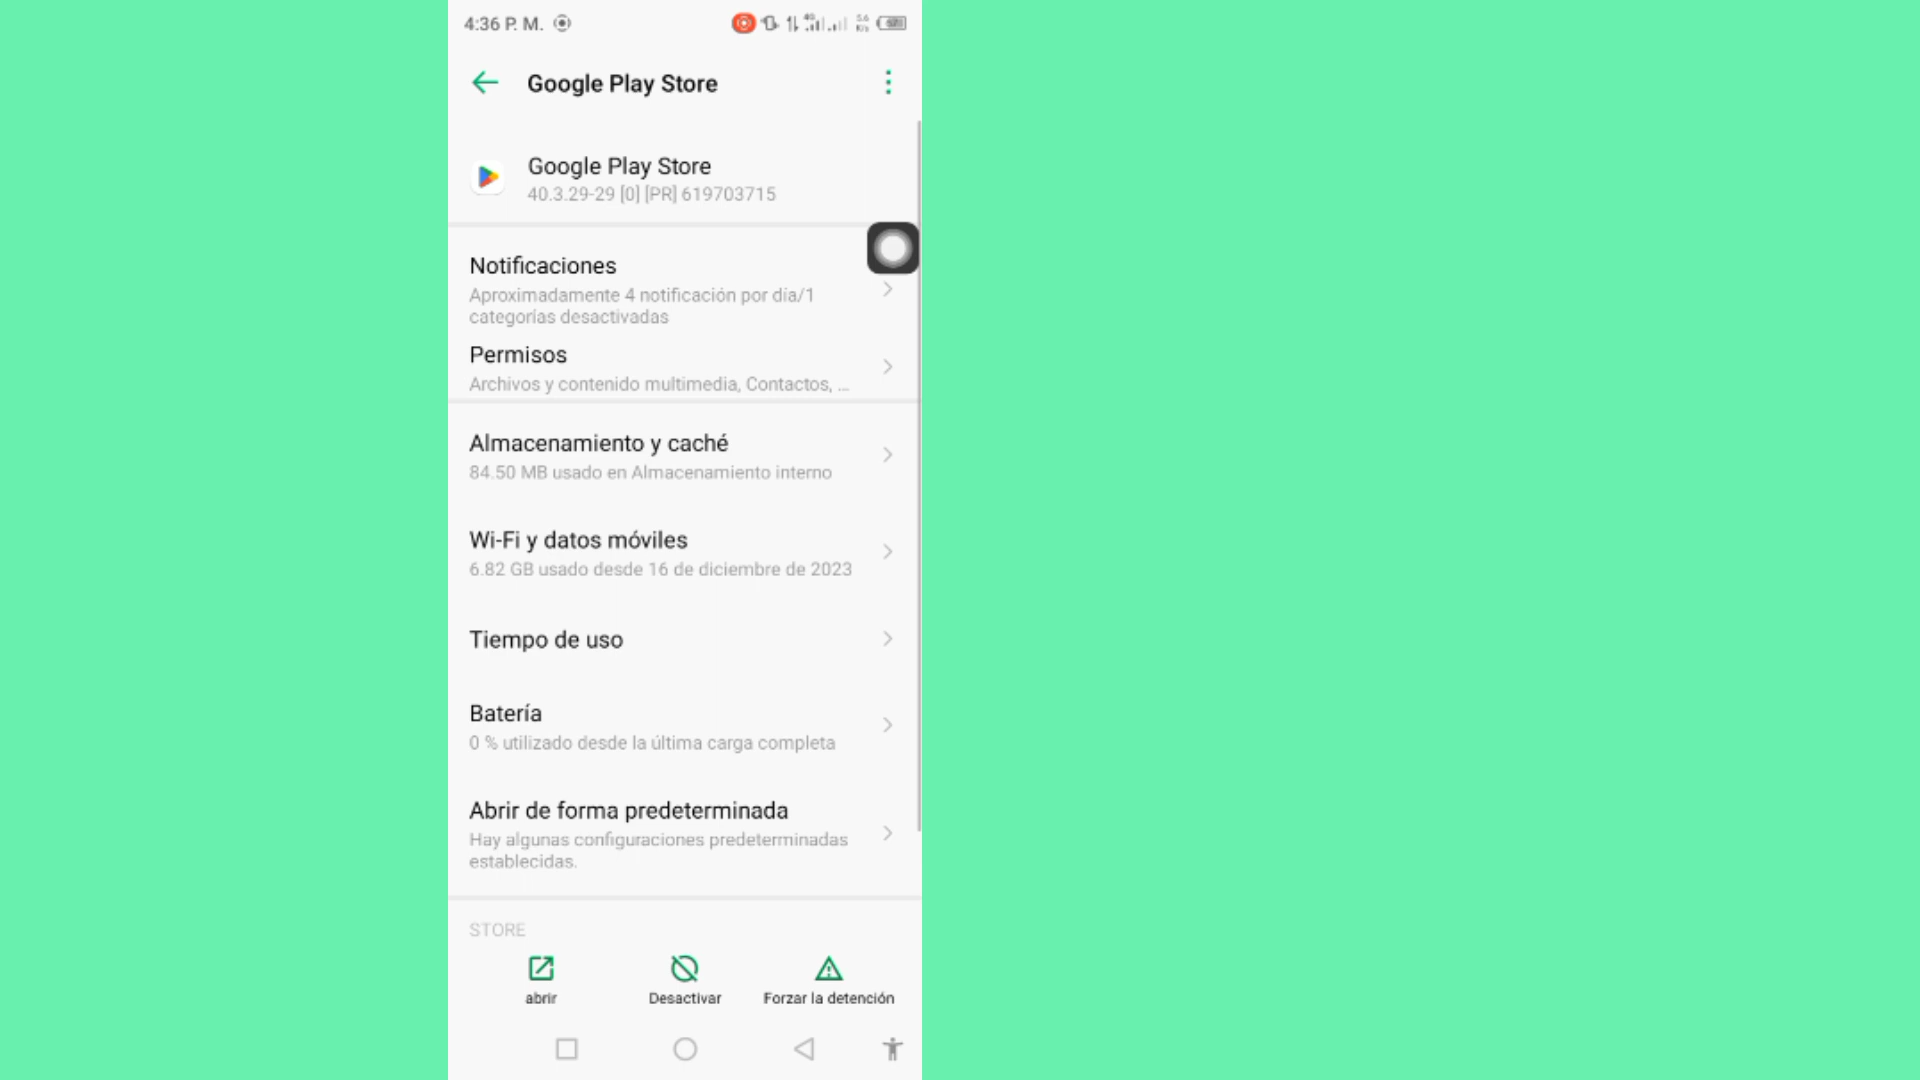 4:36 P. M.
4G
5.6
K/s
Google Play Store
Google Play Store
40.3.29-29 [0] [PR] 619703715
Notificaciones
Aproximadamente 4 notificación por día/1
categorías desactivadas
Permisos
Archivos y contenido multimedia, Contactos, ...
Almacenamiento y caché
84.50 MB usado en Almacenamiento interno
Wi-Fi y datos móviles
6.82 GB usado desde 16 de diciembre de 2023
Tiempo de uso
Batería
0 % utilizado desde la última carga completa
Abrir de forma predeterminada
Hay algunas configuraciones predeterminadas
establecidas.
STORE
abrir
Desactivar
Forzar la detención